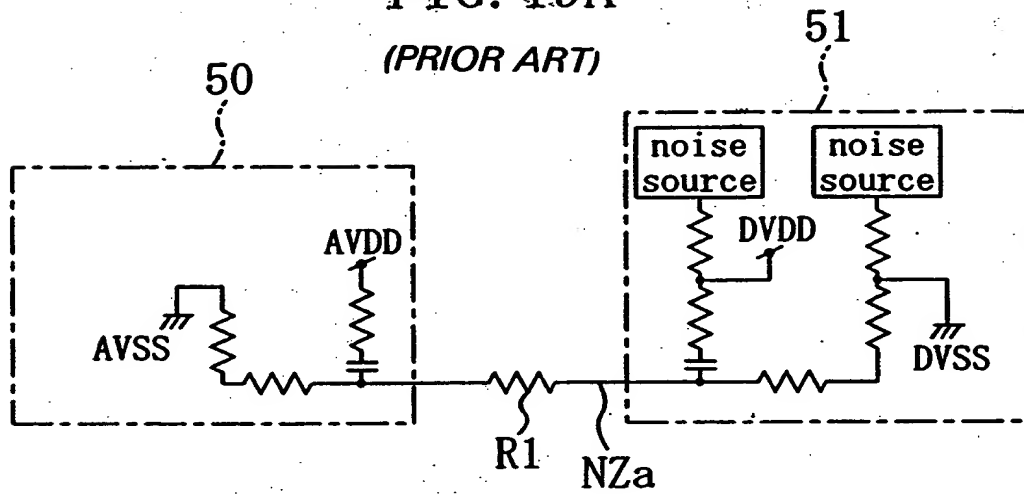 (PRIOR ART)
50
51
noise source
noise source
AVDD
DVDD
AVSS
DVSS
R1
NZa